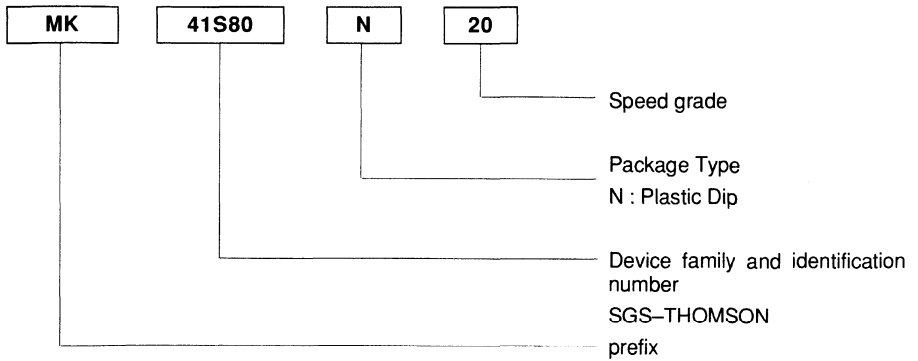 MK 41S80 N 20
Speed grade
Package Type
N : Plastic Dip
Device family and identification
number
SGS–THOMSON
prefix